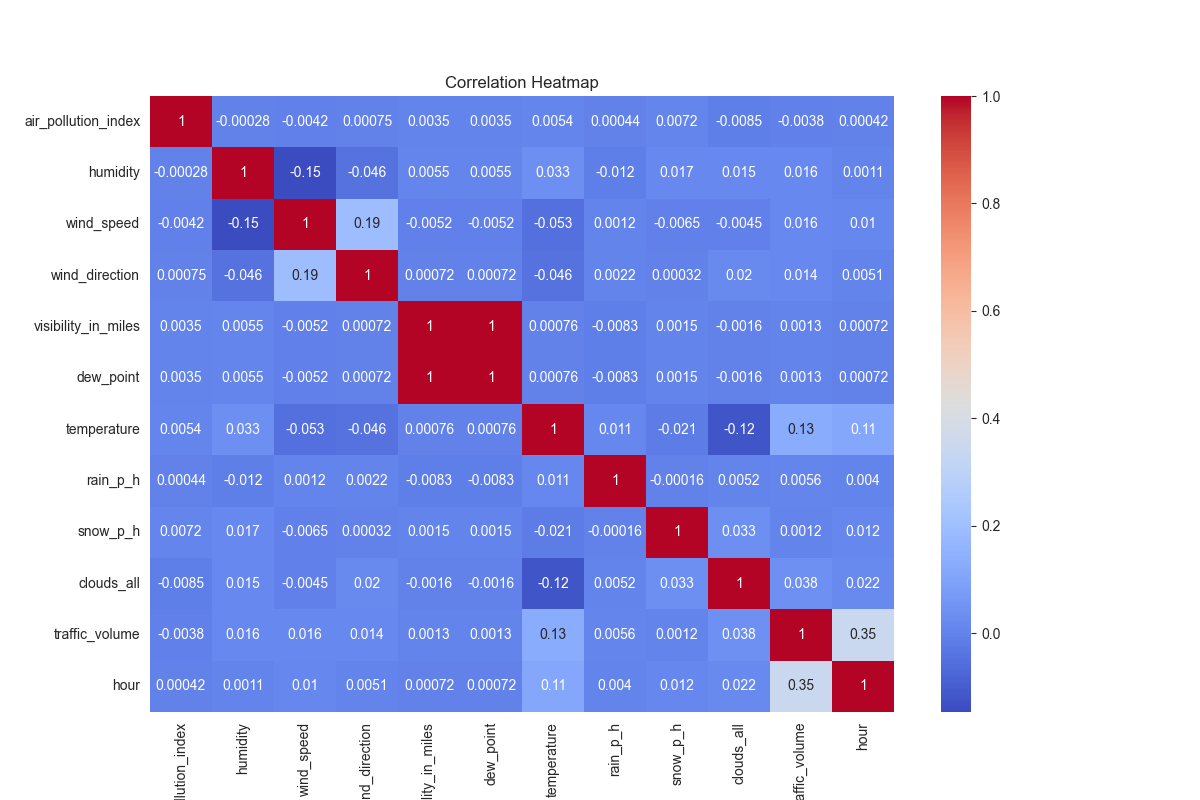 Correlation Heatmap
air_pollution_index 1 -0.00028 -0.0042 0.00075 0.0035 0.0035 0.0054 0.00044 0.0072 -0.0085 -0.0038 0.00042
humidity -0.00028 1 -0.15 -0.046 0.0055 0.0055 0.033 -0.012 0.017 0.015 0.016 0.0011
wind_speed -0.0042 -0.15 1 0.19 -0.0052 -0.0052 -0.053 0.0012 -0.0065 -0.0045 0.016 0.01
wind_direction 0.00075 -0.046 0.19 1 0.00072 0.00072 -0.046 0.0022 0.00032 0.02 0.014 0.0051
visibility_in_miles 0.0035 0.0055 -0.0052 0.00072 1 1 0.00076 -0.0083 0.0015 -0.0016 0.0013 0.00072
dew_point 0.0035 0.0055 -0.0052 0.00072 1 1 0.00076 -0.0083 0.0015 -0.0016 0.0013 0.00072
temperature 0.0054 0.033 -0.053 -0.046 0.00076 0.00076 1 0.011 -0.021 -0.12 0.13 0.11
rain_p_h 0.00044 -0.012 0.0012 0.0022 -0.0083 -0.0083 0.011 1 -0.00016 0.0052 0.0056 0.004
snow_p_h 0.0072 0.017 -0.0065 0.00032 0.0015 0.0015 -0.021 -0.00016 1 0.033 0.0012 0.012
clouds_all -0.0085 0.015 -0.0045 0.02 -0.0016 -0.0016 -0.12 0.0052 0.033 1 0.038 0.022
traffic_volume -0.0038 0.016 0.016 0.014 0.0013 0.0013 0.13 0.0056 0.0012 0.038 1 0.35
hour 0.00042 0.0011 0.01 0.0051 0.00072 0.00072 0.11 0.004 0.012 0.022 0.35 1
llution_index
humidity
wind_speed
nd_direction
lity_in_miles
dew_point
temperature
rain_p_h
snow_p_h
clouds_all
affic_volume
hour
1.0
0.8
0.6
0.4
0.2
0.0